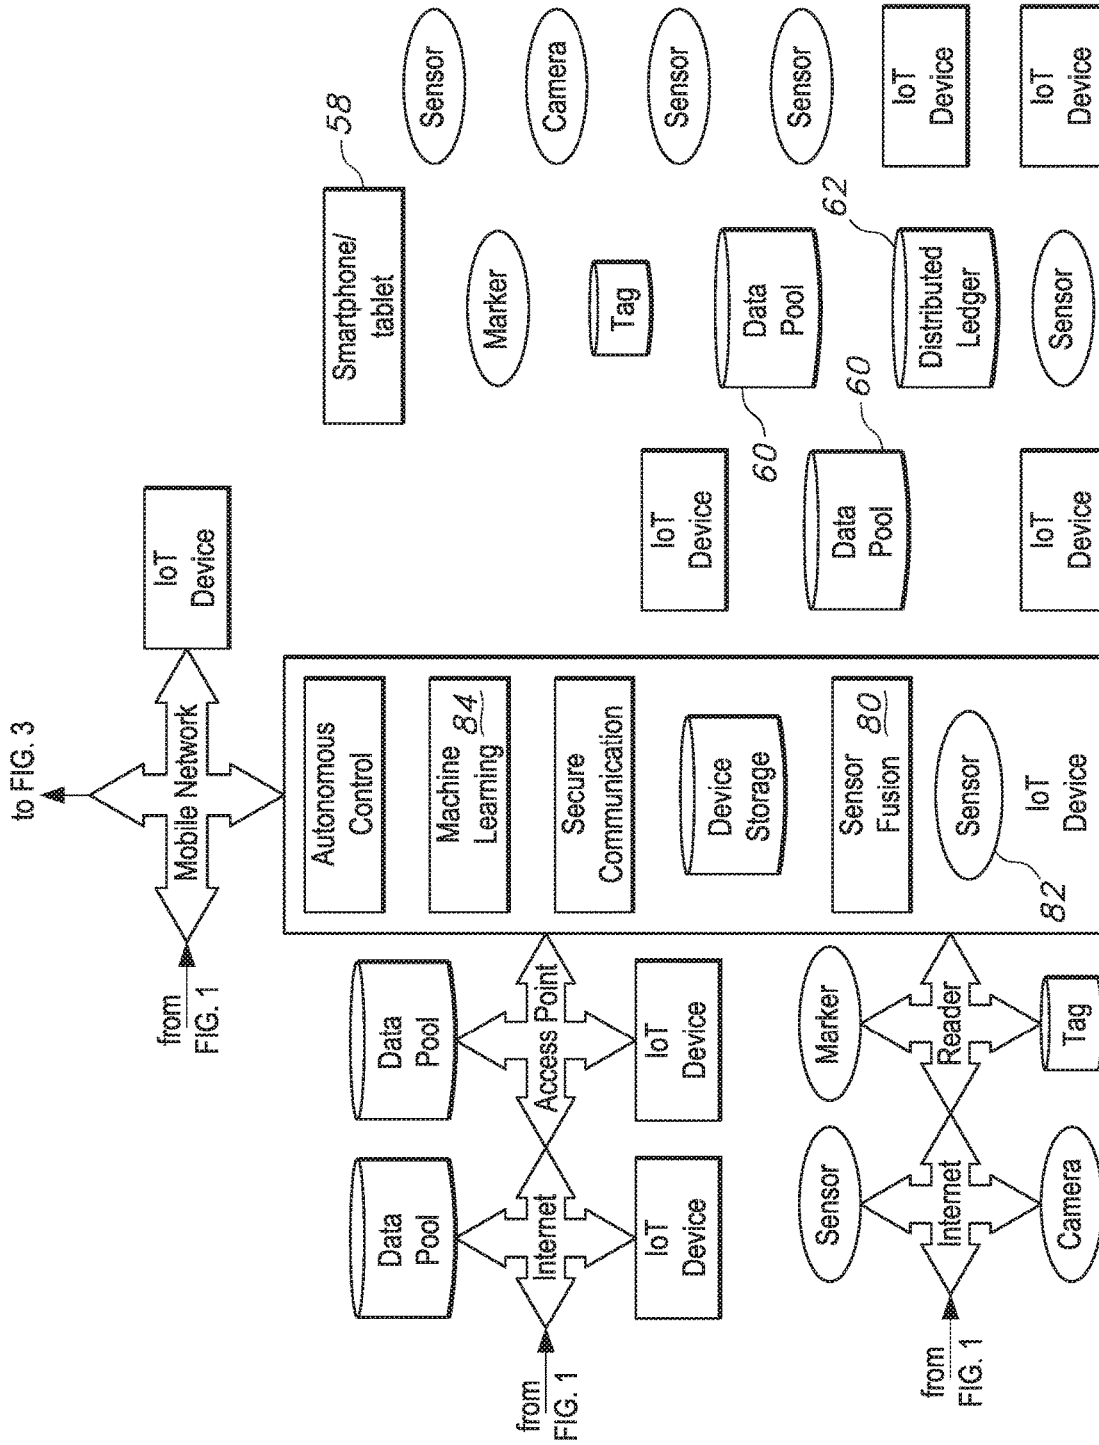 to FIG. 3
from
FIG. 1
Mobile Network
IoT
Device
from
FIG. 1
Data
Pool
Internet
IoT
Device
Data
Pool
Access Point
IoT
Device
from
FIG. 1
Sensor
Internet
Camera
Marker
Reader
Tag
Autonomous
Control
Machine
Learning 84
Secure
Communication
Device
Storage
Sensor
Fusion 80
Sensor
82
IoT
Device
IoT
Device
Data
Pool
60
IoT
Device
Smartphone/
tablet
58
Marker
Tag
Data
Pool
60
Distributed
Ledger
62
Sensor
Sensor
Camera
Sensor
Sensor
IoT
Device
IoT
Device